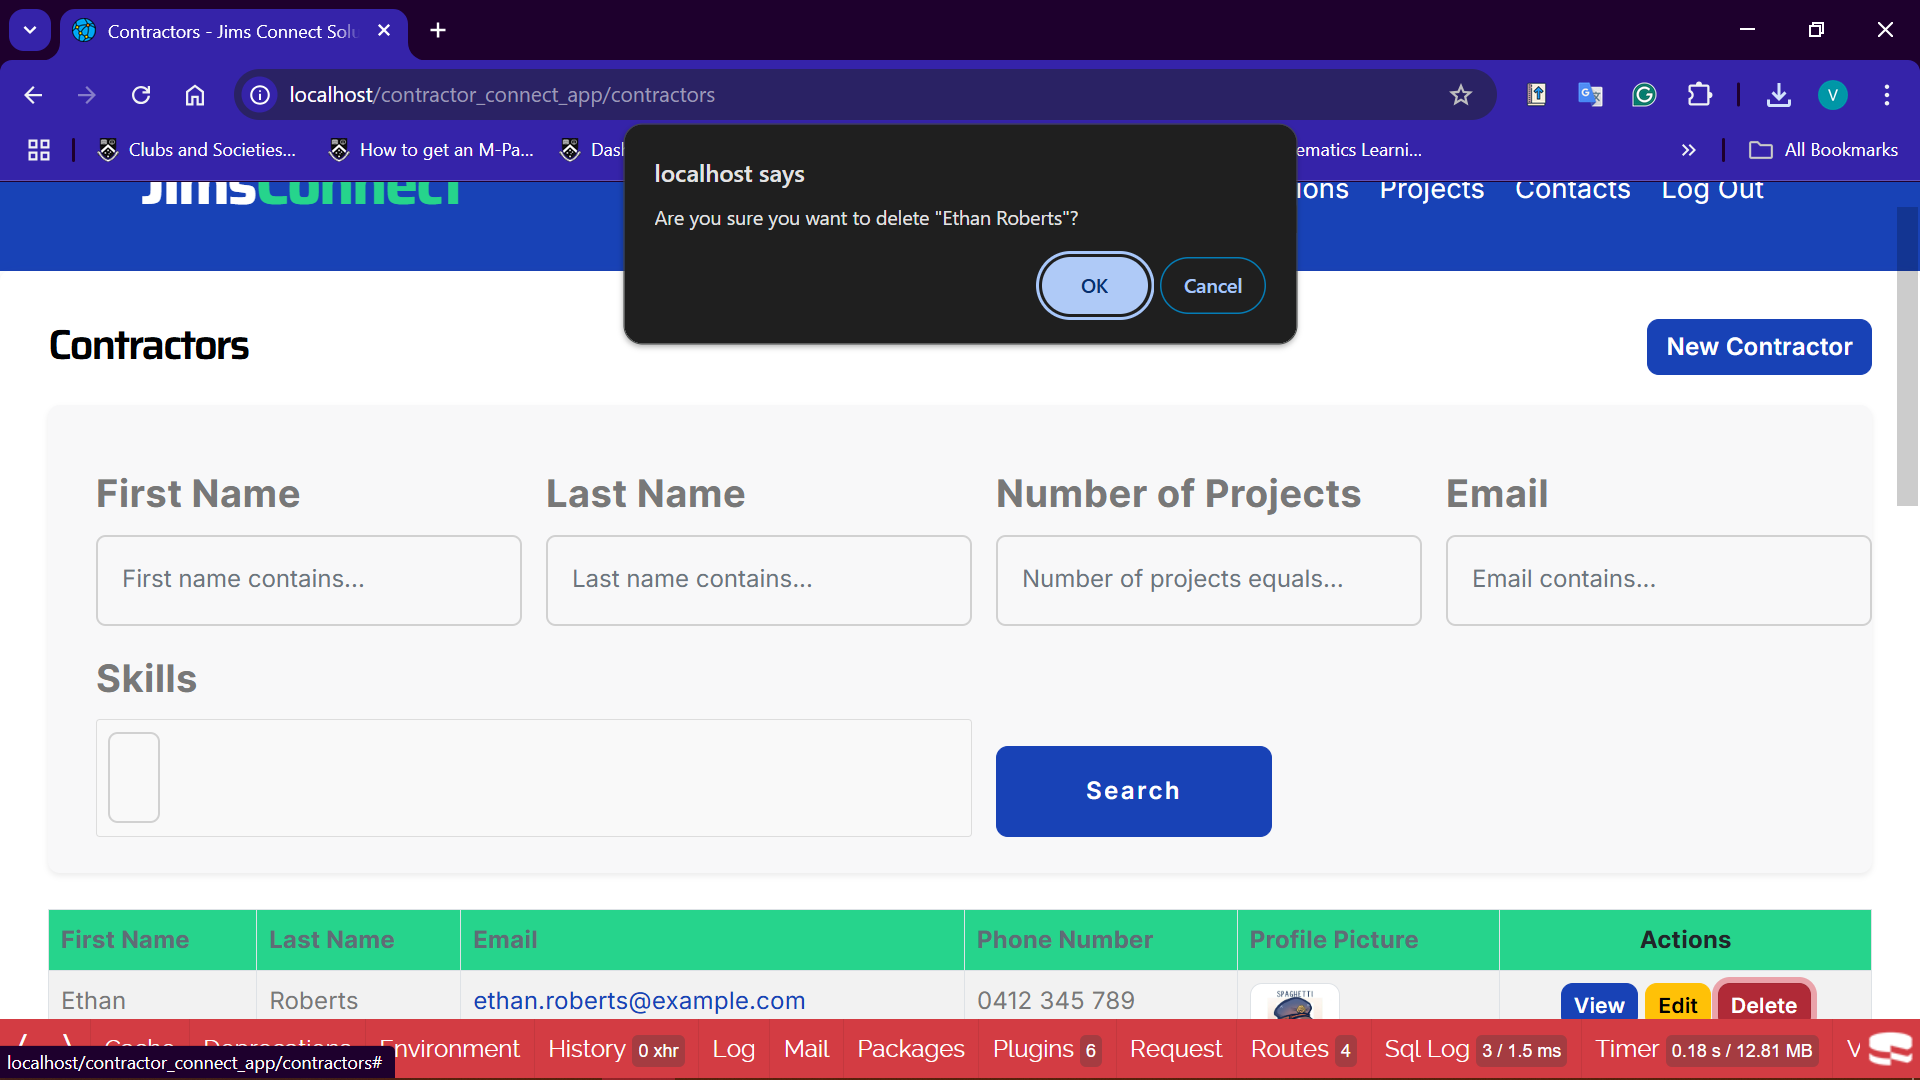 Contractors - Jims Connect Solu
localhost/contractor_connect_app/contractors
V
Clubs and Societies...
How to get an M-Pa...
Das
ematics Learni...
All Bookmarks
localhost says
Are you sure you want to delete "Ethan Roberts"?
OK
Cancel
JimsConnect
ions
Projects
Contacts
Log Out
Contractors
New Contractor
First Name
Last Name
Number of Projects
Email
First name contains...
Last name contains...
Number of projects equals...
Email contains...
Skills
Search
First Name
Last Name
Email
Phone Number
Profile Picture
Actions
Ethan
Roberts
ethan.roberts@example.com
0412 345 789
SPAGHETTI
View
Edit
Delete
Environment
History 0 xhr
Log
Mail
Packages
Plugins 6
Request
Routes 4
Sql Log 3 / 1.5 ms
Timer 0.18 s / 12.81 MB
V
localhost/contractor_connect_app/contractors#